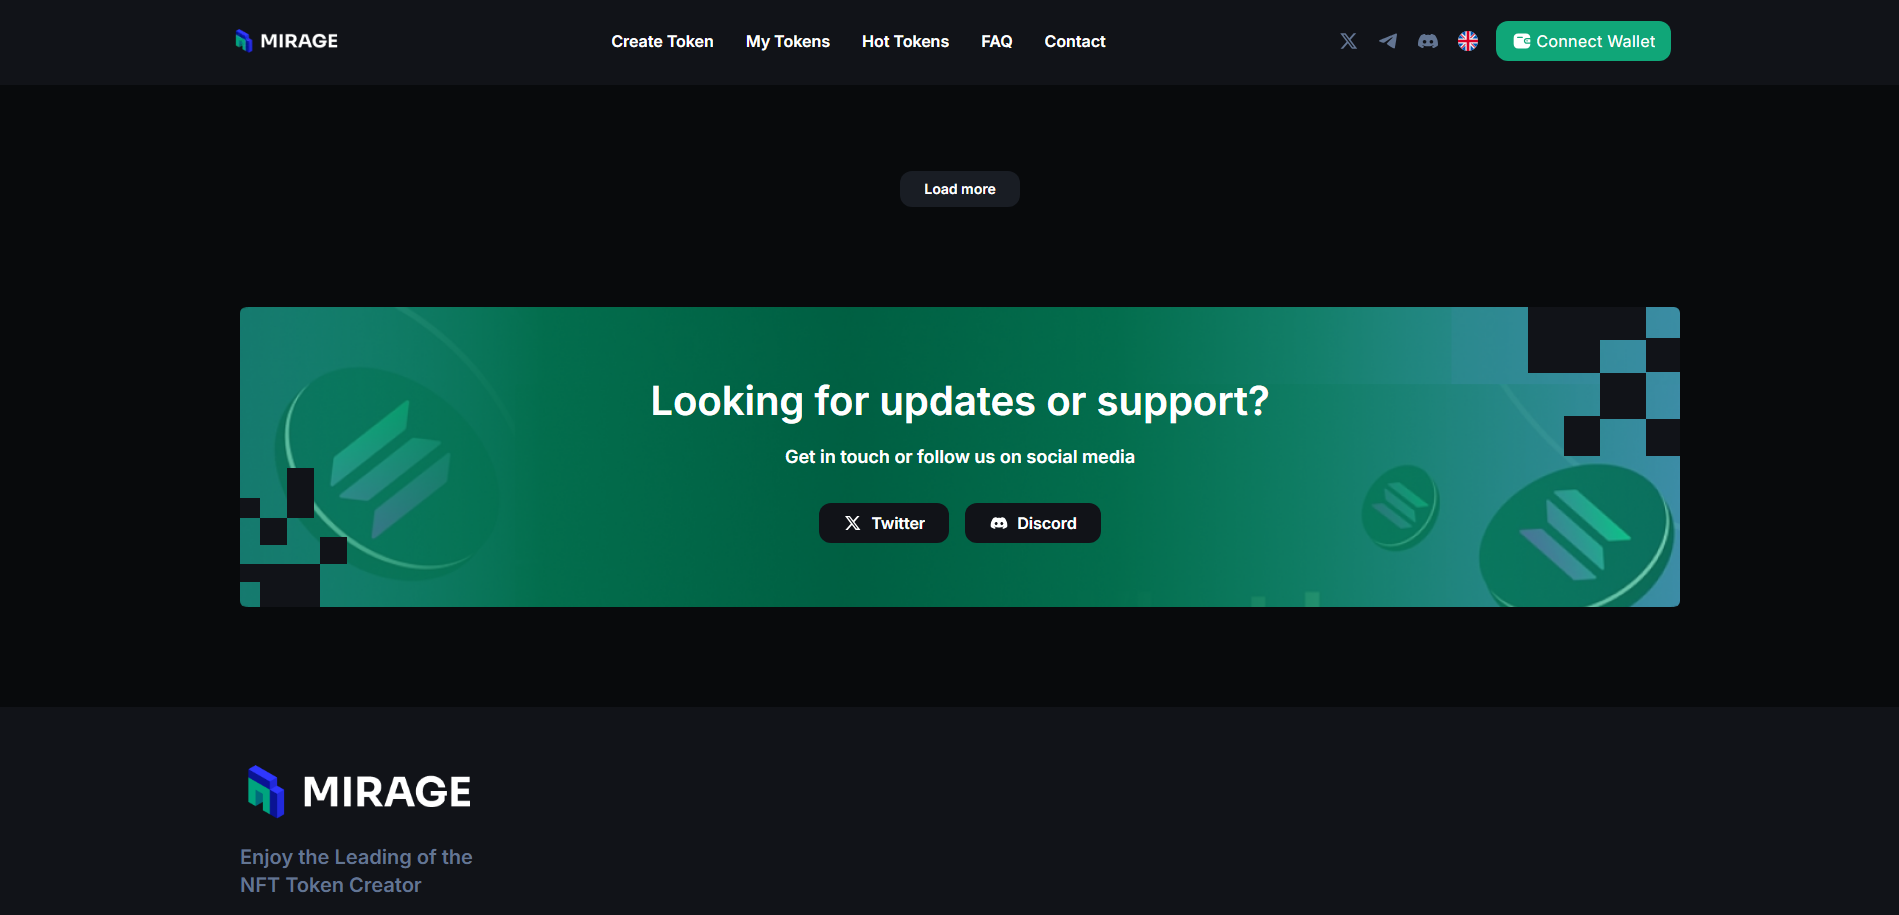 MIRAGE
Create Token
My Tokens
Hot Tokens
FAQ
Contact
Connect Wallet
Load more
Looking for updates or support?
Get in touch or follow us on social media
Twitter
Discord
MIRAGE
Enjoy the Leading of the
NFT Token Creator